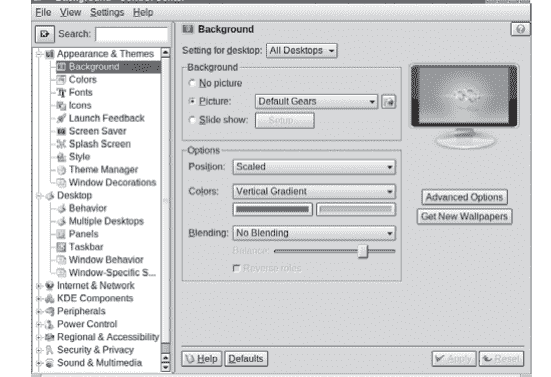 File View Settings Help
Search:
Appearance & Themes
Background
Colors
Fonts
Icons
Launch Feedback
Screen Saver
Splash Screen
Style
Theme Manager
Window Decorations
Desktop
Behavior
Multiple Desktops
Panels
Taskbar
Window Behavior
Window-Specific S...
Internet & Network
KDE Components
Peripherals
Power Control
Regional & Accessibility
Security & Privacy
Sound & Multimedia
Background
Setting for desktop: All Desktops
Background
No picture
Picture: Default Gears
Slide show: Setup...
Options
Position: Scaled
Colors: Vertical Gradient
Blending: No Blending
Balance:
Reverse roles
Advanced Options
Get New Wallpapers
Help Defaults Apply Reset